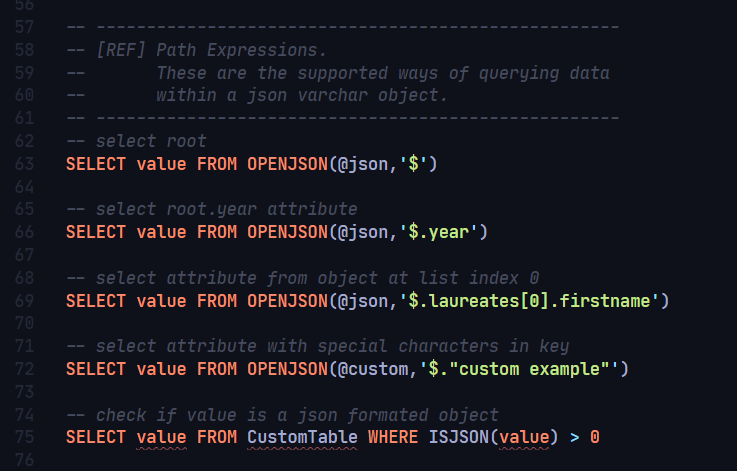 56
57 -- ----------------------------------------------------
58 -- [REF] Path Expressions.
59 --       These are the supported ways of querying data
60 --       within a json varchar object.
61 -- ----------------------------------------------------
62 -- select root
63 SELECT value FROM OPENJSON(@json,'$')
64
65 -- select root.year attribute
66 SELECT value FROM OPENJSON(@json,'$.year')
67
68 -- select attribute from object at list index 0
69 SELECT value FROM OPENJSON(@json,'$.laureates[0].firstname')
70
71 -- select attribute with special characters in key
72 SELECT value FROM OPENJSON(@custom,'$."custom example"')
73
74 -- check if value is a json formated object
75 SELECT value FROM CustomTable WHERE ISJSON(value) > 0
76